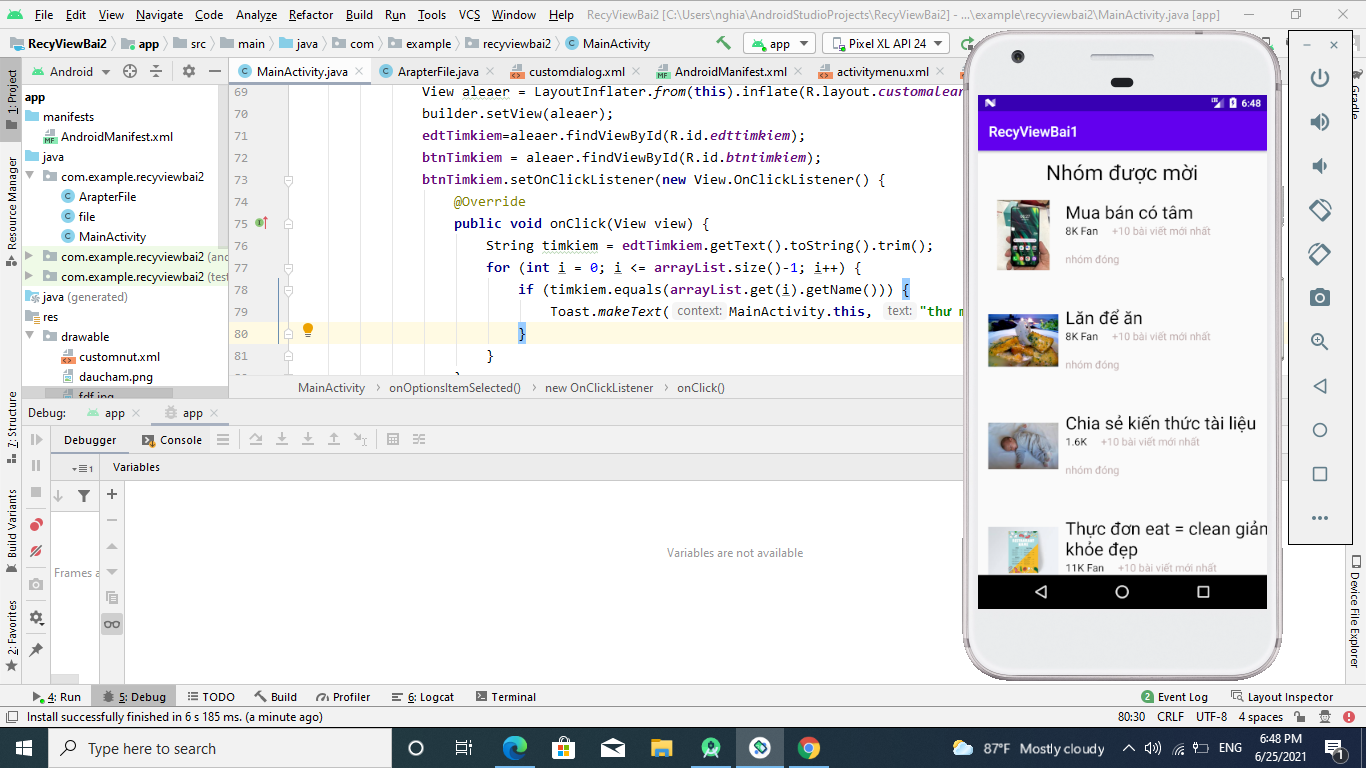 File Edit View Navigate Code Analyze Refactor Build Run Tools VCS Window Help RecyViewBai2 [C:\Users\nghia\AndroidStudioProjects\RecyViewBai2] - ...\example\recyviewbai2\MainActivity.java [app]
RecyViewBai2 app src main java com example recyviewbai2 MainActivity app Pixel XL API 24
Android MainActivity.java ArapterFile.java customdialog.xml AndroidManifest.xml activitymenu.xml
1: Project
Resource Manager
7: Structure
Build Variants
2: Favorites
app
manifests
AndroidManifest.xml
java
com.example.recyviewbai2
ArapterFile
file
MainActivity
com.example.recyviewbai2 (and
com.example.recyviewbai2 (test
java (generated)
res
drawable
customnut.xml
daucham.png
fdf.jpg
69 View aleaer = LayoutInflater.from(this).inflate(R.layout.customalear
70 builder.setView(aleaer);
71 edtTimkiem=aleaer.findViewById(R.id.edttimkiem);
72 btnTimkiem = aleaer.findViewById(R.id.btntimkiem);
73 btnTimkiem.setOnClickListener(new View.OnClickListener() {
74 @Override
75 public void onClick(View view) {
76 String timkiem = edtTimkiem.getText().toString().trim();
77 for (int i = 0; i <= arrayList.size()-1; i++) {
78 if (timkiem.equals(arrayList.get(i).getName())) {
79 Toast.makeText( context: MainActivity.this, text: "thư m
80 }
81 }
MainActivity › onOptionsItemSelected() › new OnClickListener › onClick()
Debug: app app
Debugger Console
1 Variables
Frames a
Variables are not available
6:48
RecyViewBai1
Nhóm được mời
Mua bán có tâm
8K Fan +10 bài viết mới nhất
nhóm đóng
Lăn để ăn
8K Fan +10 bài viết mới nhất
nhóm đóng
Chia sẻ kiến thức tài liệu
1.6K +10 bài viết mới nhất
nhóm đóng
Thực đơn eat = clean giản
khỏe đẹp
11K Fan +10 bài viết mới nhất
Gradle
Device File Explorer
4: Run 5: Debug TODO Build Profiler 6: Logcat Terminal 2 Event Log Layout Inspector
Install successfully finished in 6 s 185 ms. (a minute ago) 80:30 CRLF UTF-8 4 spaces
Type here to search 87°F Mostly cloudy ENG 6:48 PM
6/25/2021 1